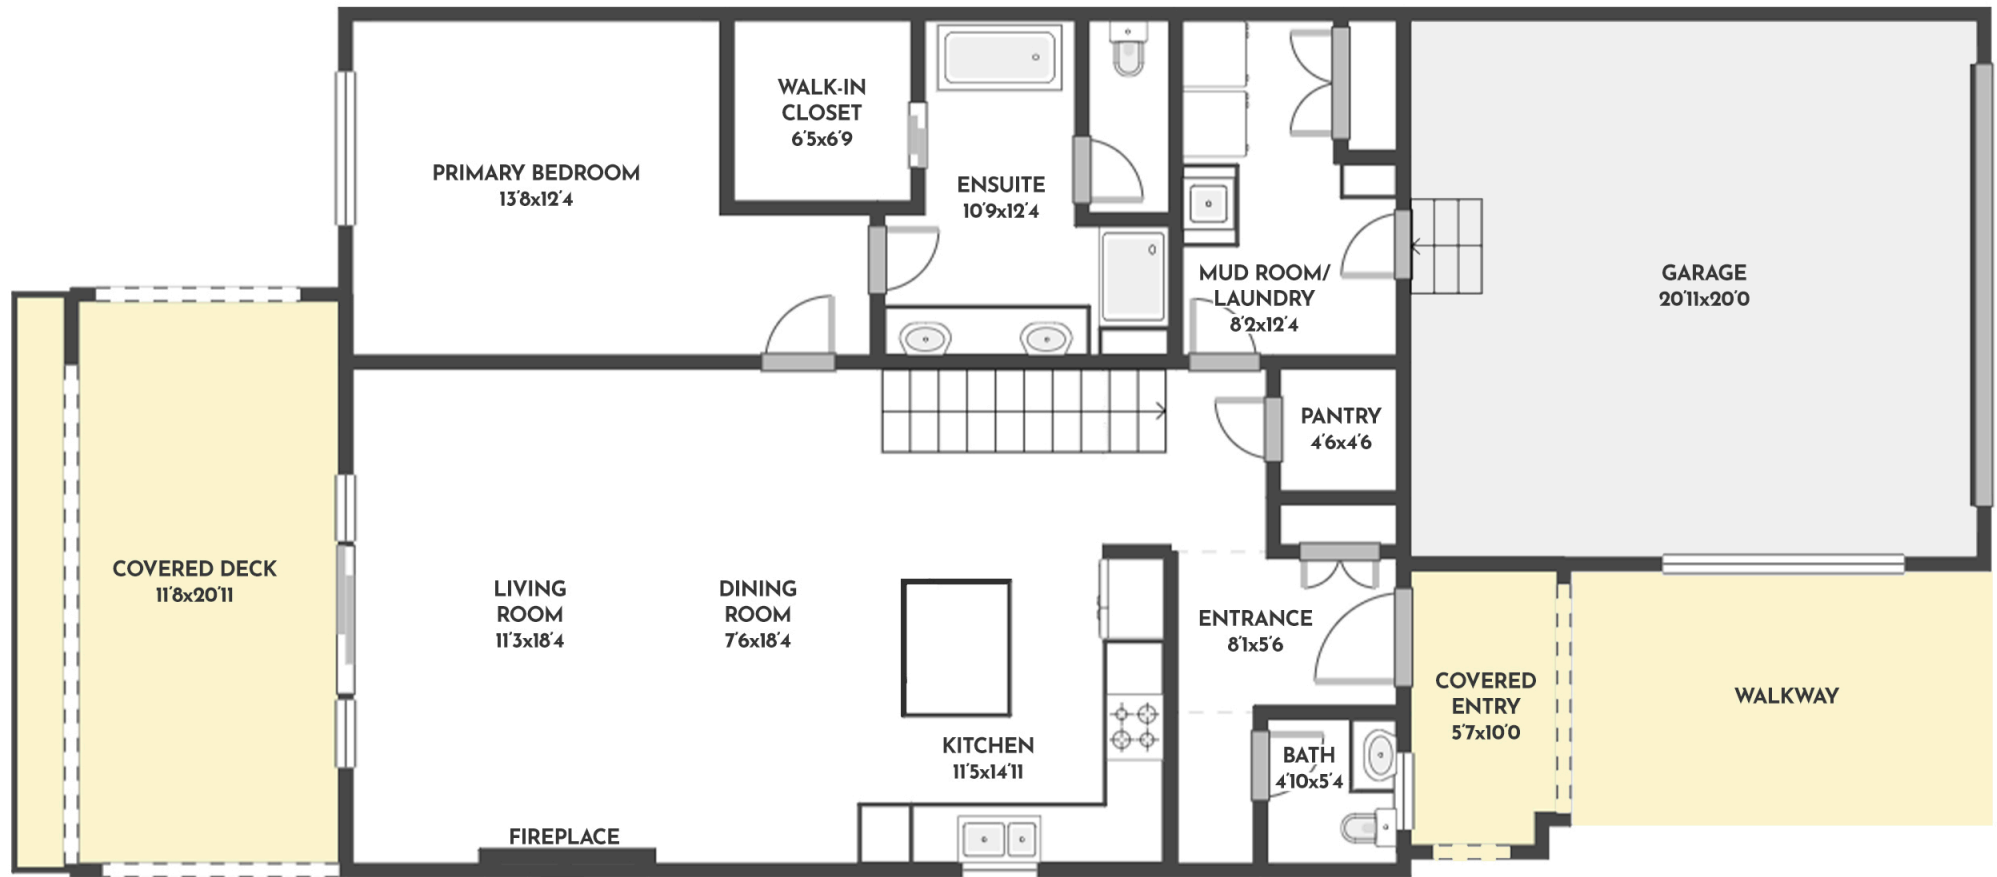 WALK-IN
CLOSET
6'5x6'9
PRIMARY BEDROOM
13'8x12'4
ENSUITE
10'9x12'4
MUD ROOM/
LAUNDRY
8'2x12'4
GARAGE
20'11x20'0
PANTRY
4'6x4'6
COVERED DECK
11'8x20'11
LIVING
ROOM
11'3x18'4
DINING
ROOM
7'6x18'4
ENTRANCE
8'1x5'6
COVERED
ENTRY
5'7x10'0
WALKWAY
KITCHEN
11'5x14'11
BATH
4'10x5'4
FIREPLACE